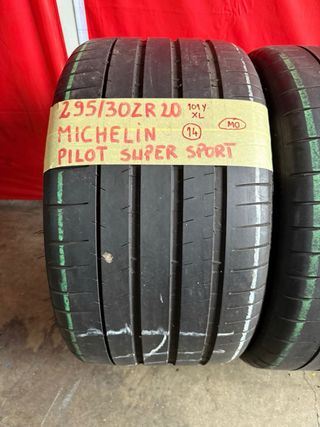 295/30ZR20 101Y XL
MICHELIN 14 MO
PILOT SUPER SPORT